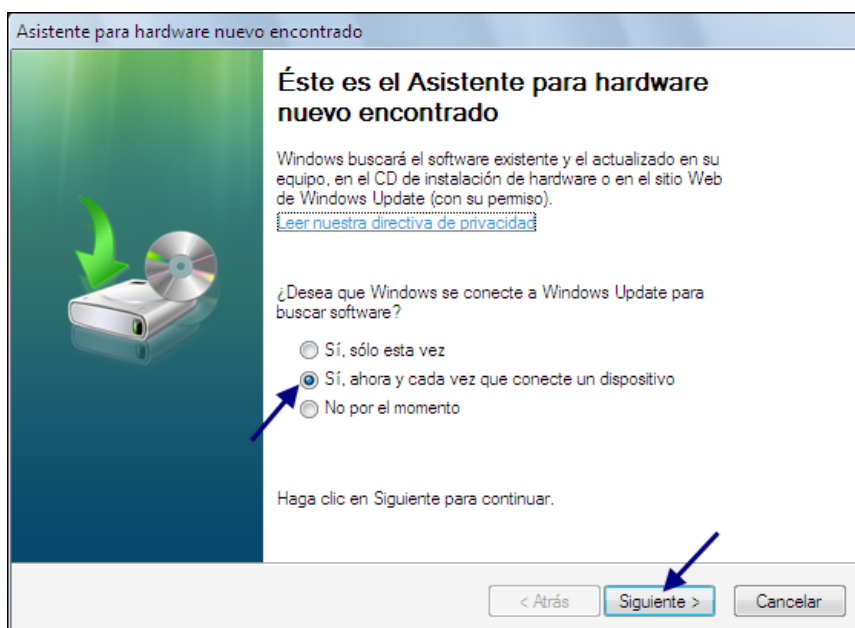 Asistente para hardware nuevo encontrado
Éste es el Asistente para hardware
nuevo encontrado
Windows buscará el software existente y el actualizado en su
equipo, en el CD de instalación de hardware o en el sitio Web
de Windows Update (con su permiso).
Leer nuestra directiva de privacidad
¿Desea que Windows se conecte a Windows Update para
buscar software?
Sí, sólo esta vez
Sí, ahora y cada vez que conecte un dispositivo
No por el momento
Haga clic en Siguiente para continuar.
< Atrás
Siguiente >
Cancelar